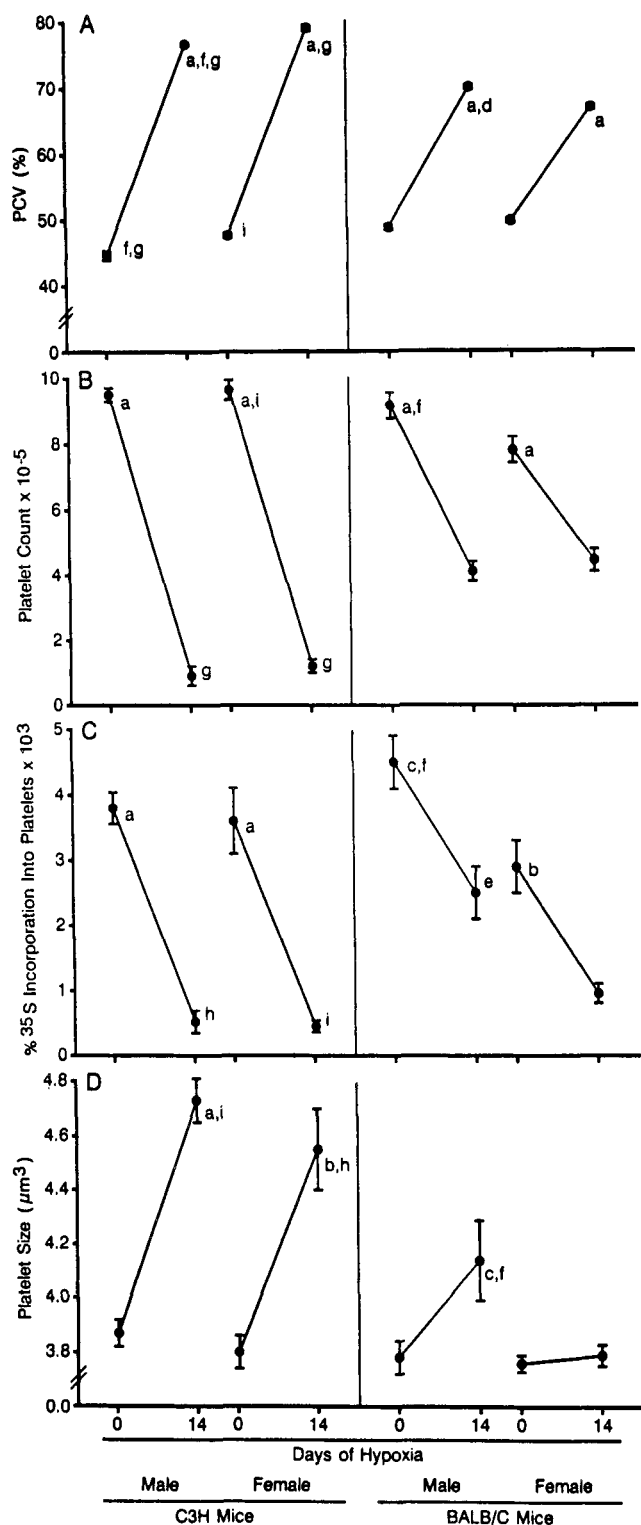 A
80
70
60
50
40
0
PCV (%)
a,f,g
a,g
f,g
i
a,d
a
B
10
8
6
4
2
0
Platelet Count x 10-5
a
a,i
g
g
a,f
a
C
5
4
3
2
1
0
% 35S Incorporation Into Platelets x 103
a
a
h
i
c,f
e
b
D
4.8
4.6
4.4
4.2
4.0
3.8
0.0
Platelet Size (μm3)
a,i
b,h
c,f
0 14 0 14 0 14 0 14
Days of Hypoxia
Male Female Male Female
C3H Mice BALB/C Mice